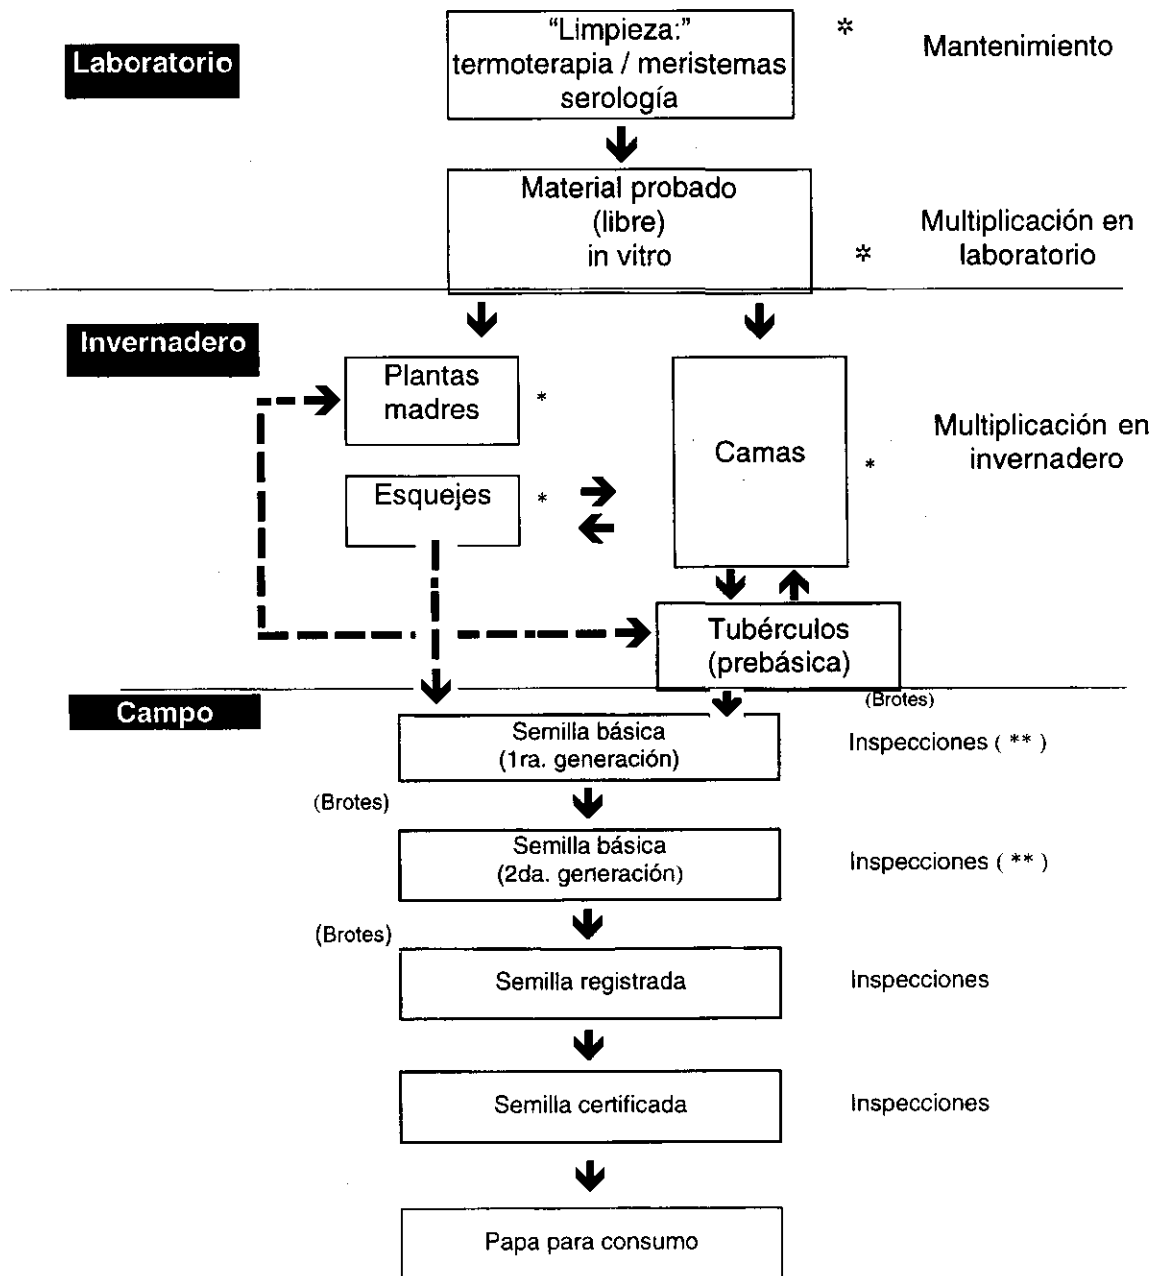 Laboratorio
“Limpieza:”
termoterapia / meristemas
serología
*
Mantenimiento
Material probado
(libre)
in vitro
*
Multiplicación en
laboratorio
Invernadero
Plantas
madres
*
Esquejes
*
Camas
*
Multiplicación en
invernadero
Tubérculos
(prebásica)
(Brotes)
Campo
Semilla básica
(1ra. generación)
Inspecciones ( ** )
(Brotes)
Semilla básica
(2da. generación)
Inspecciones ( ** )
(Brotes)
Semilla registrada
Inspecciones
Semilla certificada
Inspecciones
Papa para consumo